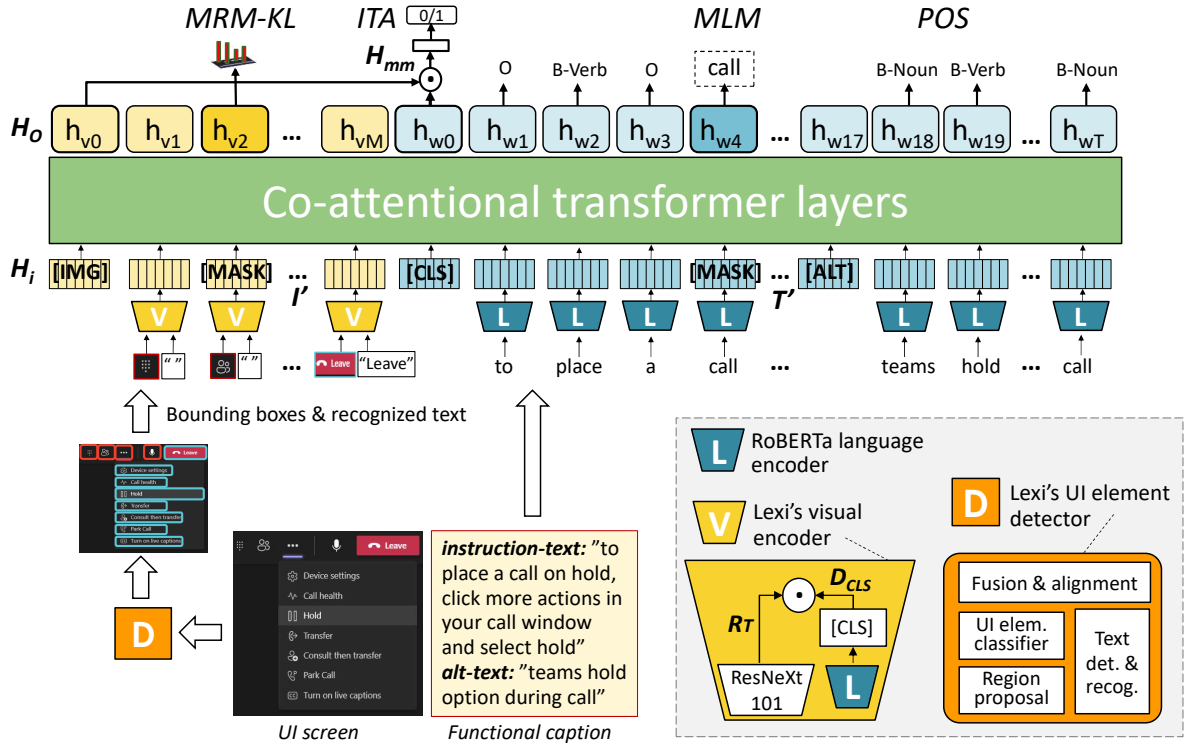 MRM-KL ITA MLM POS
0/1
H_mm
O B-Verb O call B-Noun B-Verb B-Noun
H_O h_v0 h_v1 h_v2 ... h_vM h_w0 h_w1 h_w2 h_w3 h_w4 ... h_w17 h_w18 h_w19 ... h_wT
Co-attentional transformer layers
H_i [IMG] [MASK] ... [CLS] [MASK] ... [ALT] ...
I’ T’
V V V L L L L L L L
“ ” “ ” ... Leave “Leave” to place a call ... teams hold ... call
Bounding boxes & recognized text
Leave
Device settings
Call health
Hold
Transfer
Consult then transfer
Park Call
Turn on live captions
D
Leave
Device settings
Call health
Hold
Transfer
Consult then transfer
Park Call
Turn on live captions
UI screen
instruction-text: ”to
place a call on hold,
click more actions in
your call window
and select hold”
alt-text: ”teams hold
option during call”
Functional caption
L RoBERTa language
encoder
V Lexi’s visual
encoder
D Lexi’s UI element
detector
D_CLS
R_T
[CLS]
ResNeXt
101
L
Fusion & alignment
UI elem.
classifier
Region
proposal
Text
det. &
recog.